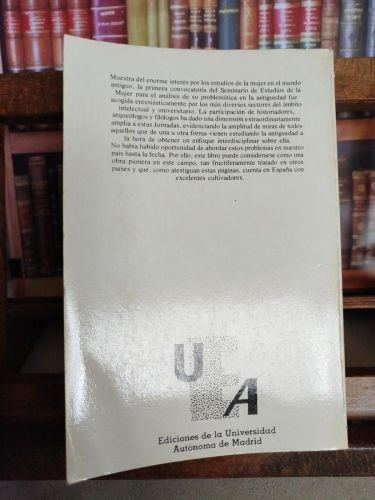 Muestra del enorme interés por los estudios de la mujer en el mundo
antiguo, la primera convocatoria del Seminario de Estudios de la
Mujer para el análisis de su problemática en la antigüedad fue
acogida entusiásticamente por los más diversos sectores del ámbito
intelectual y universitario. La participación de historiadores,
arqueólogos y filólogos ha dado una dimensión extraordinariamente
amplia a estas Jornadas, evidenciando la amplitud de miras de todos
aquellos que de una u otra forma vienen estudiando la antigüedad a
la hora de obtener un enfoque interdisciplinar sobre ella.
No había habido oportunidad de abordar estos problemas en nuestro
país hasta la fecha. Por ello, este libro puede considerarse como una
obra pionera en este campo, tan fructíferamente tratado en otros
países y que, como atestiguan estas páginas, cuenta en España con
excelentes cultivadores.
U A
Ediciones de la Universidad
Autónoma de Madrid